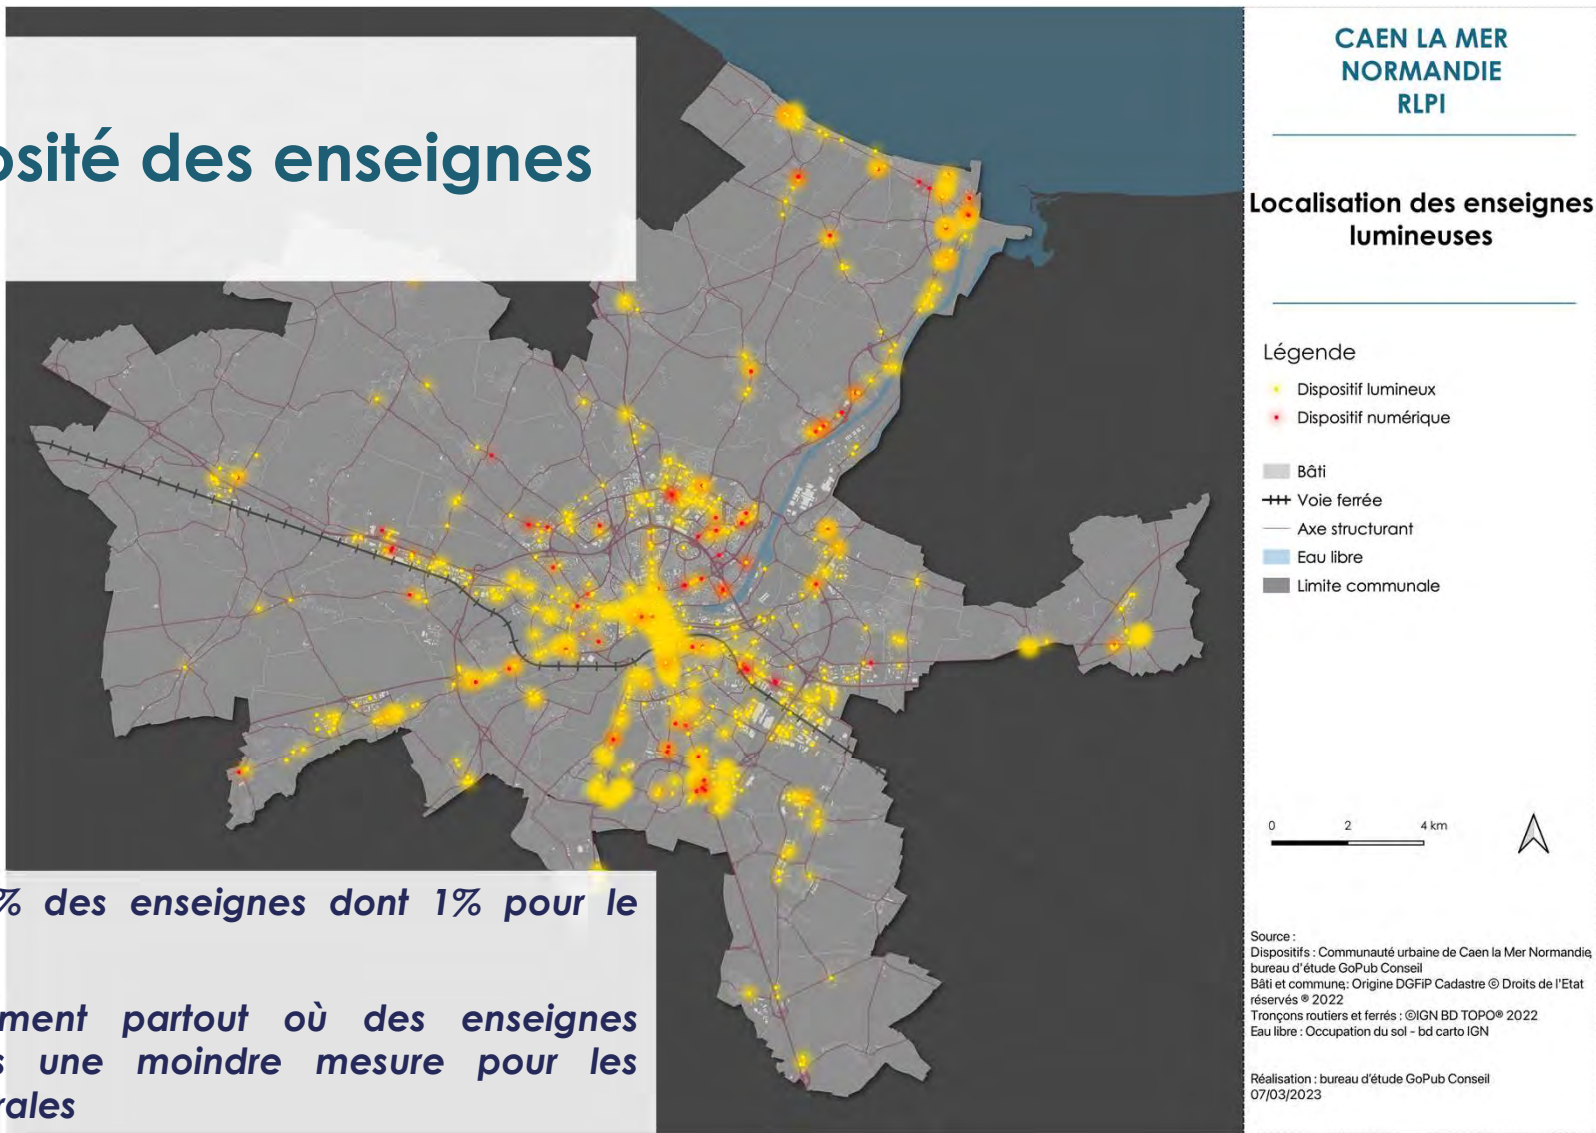 osité des enseignes
% des enseignes dont 1% pour le
ment partout où des enseignes
s une moindre mesure pour les
rales
CAEN LA MER
NORMANDIE
RLPI
Localisation des enseignes
lumineuses
Légende
Dispositif lumineux
Dispositif numérique
Bâti
Voie ferrée
Axe structurant
Eau libre
Limite communale
0 2 4 km
Source :
Dispositifs : Communauté urbaine de Caen la Mer Normandie,
bureau d'étude GoPub Conseil
Bâti et commune : Origine DGFiP Cadastre © Droits de l'Etat
réservés ® 2022
Tronçons routiers et ferrés : ©IGN BD TOPO® 2022
Eau libre : Occupation du sol - bd carto IGN
Réalisation : bureau d'étude GoPub Conseil
07/03/2023